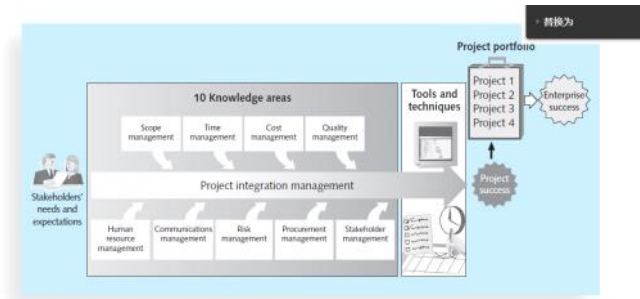 替换为
Project portfolio
Project 1
Project 2
Project 3
Project 4
Enterprise
success
10 Knowledge areas
Tools and
techniques
Scope
management
Time
management
Cost
management
Quality
management
Stakeholders'
needs and
expectations
Project integration management
Project
success
Human
resource
management
Communications
management
Risk
management
Procurement
management
Stakeholder
management